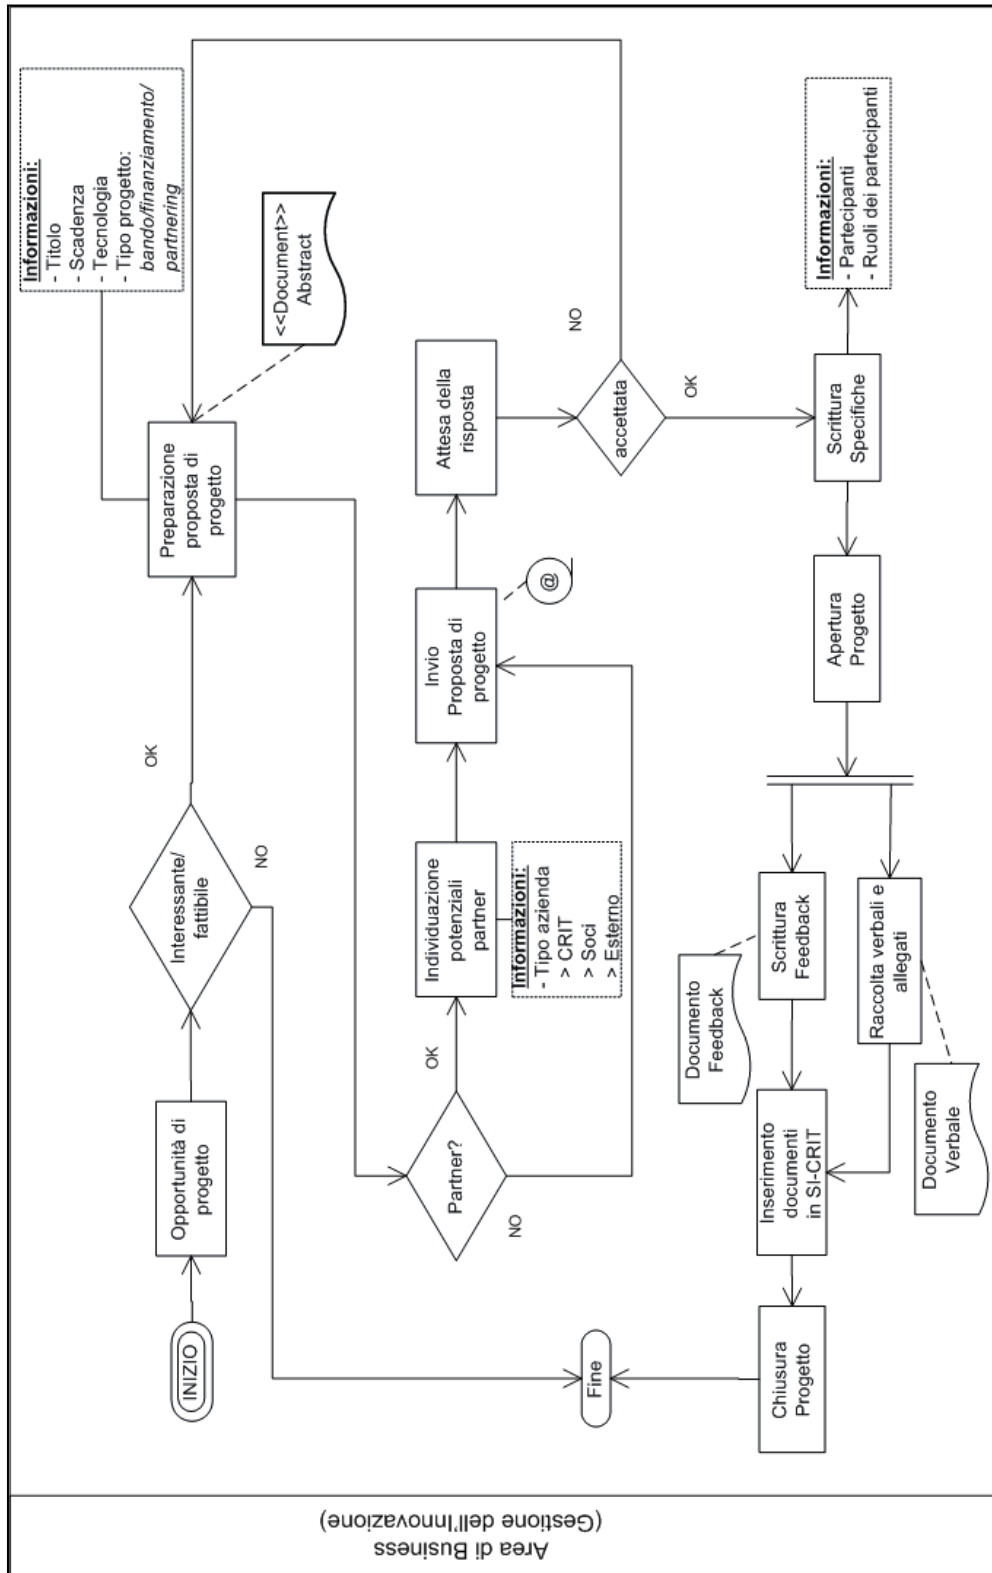 Area di Business
(Gestione dell'Innovazione)
INIZIO
Opportunità di
progetto
Interessante/
fattibile
OK
NO
Preparazione
proposta di
progetto
Informazioni:
- Titolo
- Scadenza
- Tecnologia
- Tipo progetto:
bando/finanziamento/
partnering
<<Document>>
Abstract
Partner?
OK
NO
Individuazione
potenziali
partner
Informazioni:
- Tipo azienda
> CRIT
> Soci
> Esterno
Invio
Proposta di
progetto
@
Attesa della
risposta
accettata
NO
OK
Scrittura
Specifiche
Informazioni:
- Partecipanti
- Ruoli dei partecipanti
Apertura
Progetto
Scrittura
Feedback
Documento
Feedback
Raccolta verbali e
allegati
Documento
Verbale
Inserimento
documenti
in SI-CRIT
Chiusura
Progetto
Fine